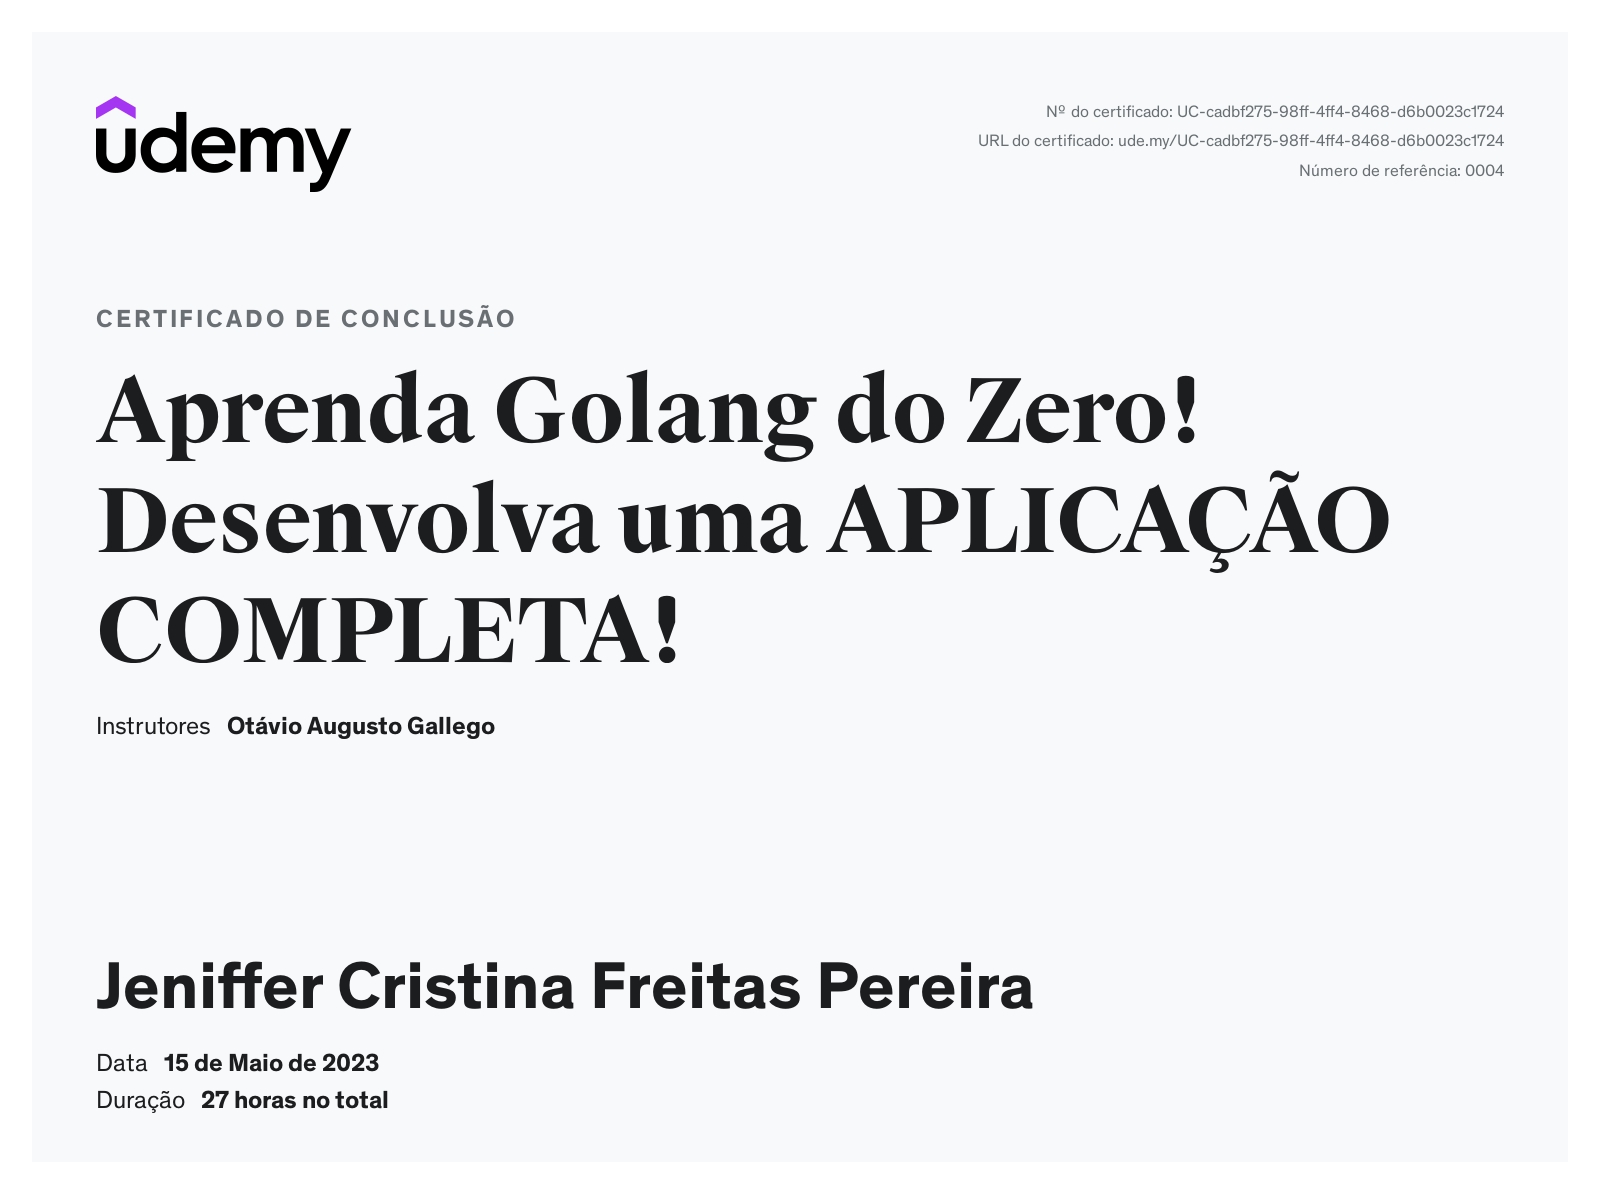 udemy
Nº do certificado: UC-cadbf275-98ff-4ff4-8468-d6b0023c1724
URL do certificado: ude.my/UC-cadbf275-98ff-4ff4-8468-d6b0023c1724
Número de referência: 0004
CERTIFICADO DE CONCLUSÃO
Aprenda Golang do Zero!
Desenvolva uma APLICAÇÃO
COMPLETA!
Instrutores Otávio Augusto Gallego
Jeniffer Cristina Freitas Pereira
Data 15 de Maio de 2023
Duração 27 horas no total